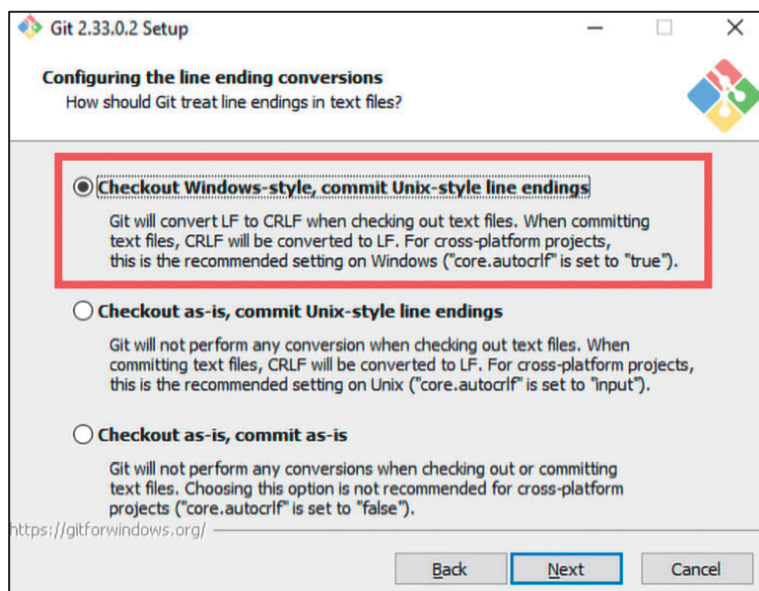 Git 2.33.0.2 Setup
Configuring the line ending conversions
How should Git treat line endings in text files?
Checkout Windows-style, commit Unix-style line endings
Git will convert LF to CRLF when checking out text files. When committing
text files, CRLF will be converted to LF. For cross-platform projects,
this is the recommended setting on Windows ("core.autocrlf" is set to "true").
Checkout as-is, commit Unix-style line endings
Git will not perform any conversion when checking out text files. When
committing text files, CRLF will be converted to LF. For cross-platform projects,
this is the recommended setting on Unix ("core.autocrlf" is set to "input").
Checkout as-is, commit as-is
Git will not perform any conversions when checking out or committing
text files. Choosing this option is not recommended for cross-platform
projects ("core.autocrlf" is set to "false").
https://gitforwindows.org/
Back Next Cancel